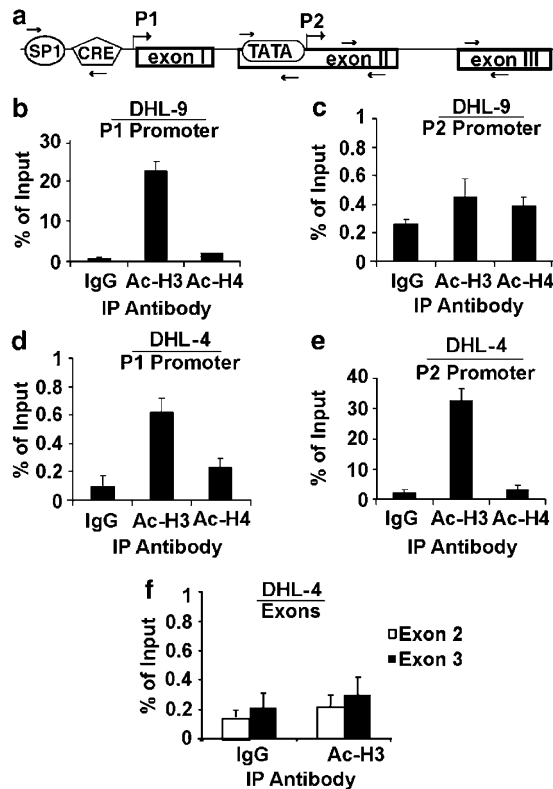 a
P1
P2
SP1
CRE
exon I
TATA
exon II
exon III
b
DHL-9
P1 Promoter
% of Input
30
20
10
0
IgG Ac-H3 Ac-H4
IP Antibody
c
DHL-9
P2 Promoter
% of Input
1
0.8
0.6
0.4
0.2
0
IgG Ac-H3 Ac-H4
IP Antibody
d
DHL-4
P1 Promoter
% of Input
1
0.8
0.6
0.4
0.2
0
IgG Ac-H3 Ac-H4
IP Antibody
e
DHL-4
P2 Promoter
% of Input
40
30
20
10
0
IgG Ac-H3 Ac-H4
IP Antibody
f
DHL-4
Exons
% of Input
1
0.8
0.6
0.4
0.2
0
Exon 2
Exon 3
IgG Ac-H3
IP Antibody